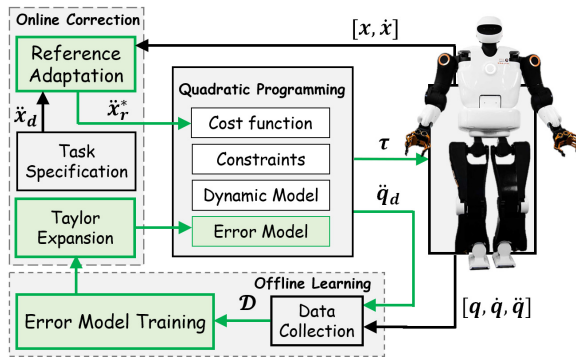 Online Correction
Reference
Adaptation
[x, ẋ]
ẍ_d
ẍ_r^*
Quadratic Programming
Cost function
Constraints
Dynamic Model
Error Model
τ
q̈_d
Task
Specification
Taylor
Expansion
Offline Learning
Error Model Training
𝒟
Data
Collection
[q, q̇, q̈]